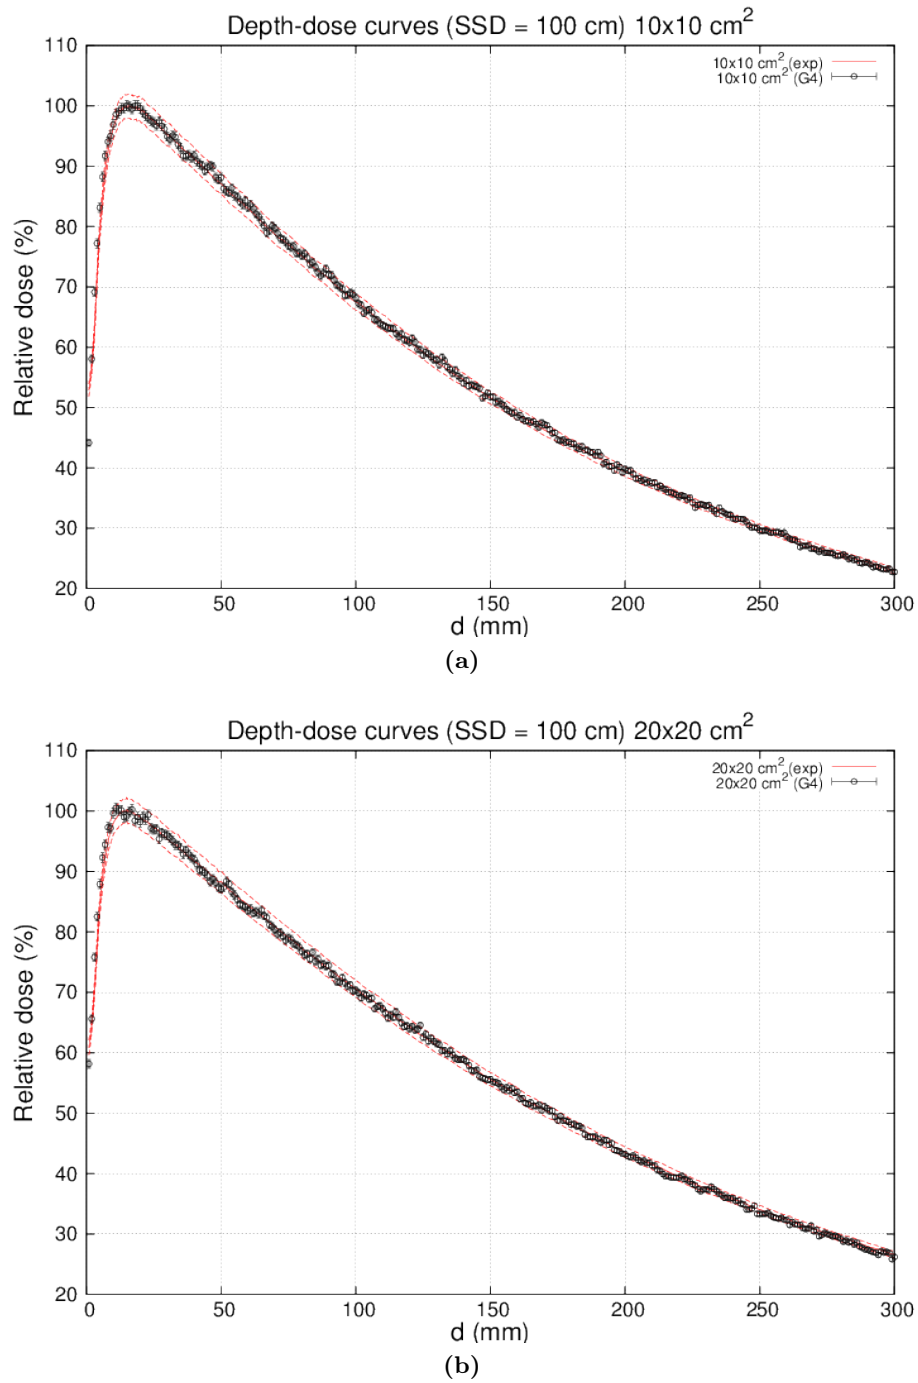 Depth-dose curves (SSD = 100 cm) 10x10 cm²
110
100
90
80
70
60
50
40
30
20
Relative dose (%)
10x10 cm² (exp)
10x10 cm² (G4)
0 50 100 150 200 250 300
d (mm)
(a)
Depth-dose curves (SSD = 100 cm) 20x20 cm²
110
100
90
80
70
60
50
40
30
20
Relative dose (%)
20x20 cm² (exp)
20x20 cm² (G4)
0 50 100 150 200 250 300
d (mm)
(b)